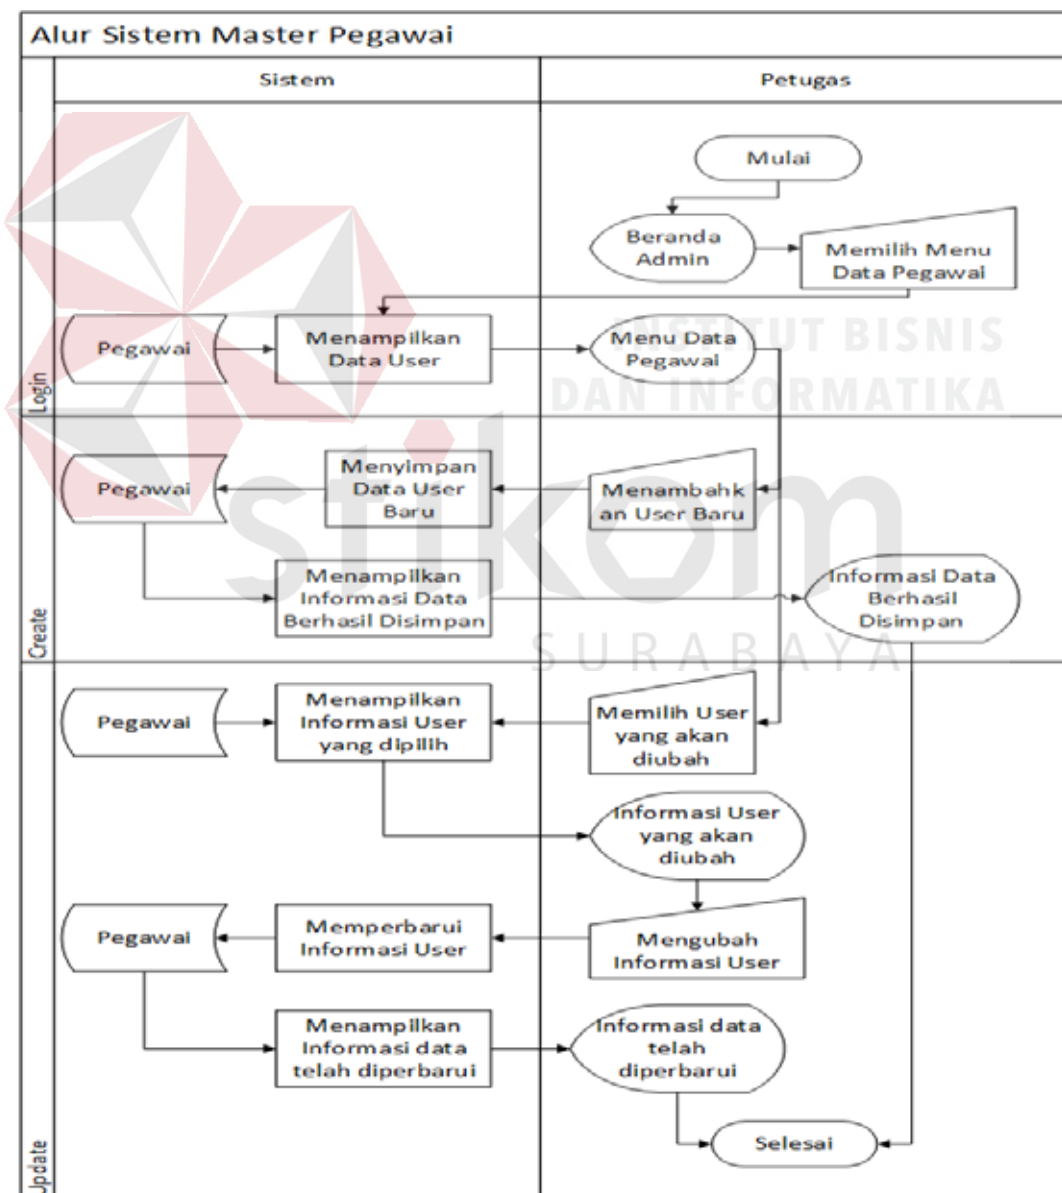 Alur Sistem Master Pegawai
Sistem
Petugas
Login
Mulai
Beranda
Admin
Memilih Menu
Data Pegawai
Pegawai
Menampilkan
Data User
Menu Data
Pegawai
INSTITUT BISNIS
DAN INFORMATIKA
stikom
SURABAYA
Create
Pegawai
Menyimpan
Data User
Baru
Menambahk
an User Baru
Menampilkan
Informasi Data
Berhasil Disimpan
Informasi Data
Berhasil
Disimpan
Update
Pegawai
Menampilkan
Informasi User
yang dipilih
Memilih User
yang akan
diubah
Informasi User
yang akan
diubah
Pegawai
Memperbarui
Informasi User
Mengubah
Informasi User
Menampilkan
Informasi data
telah diperbarui
Informasi data
telah
diperbarui
Selesai